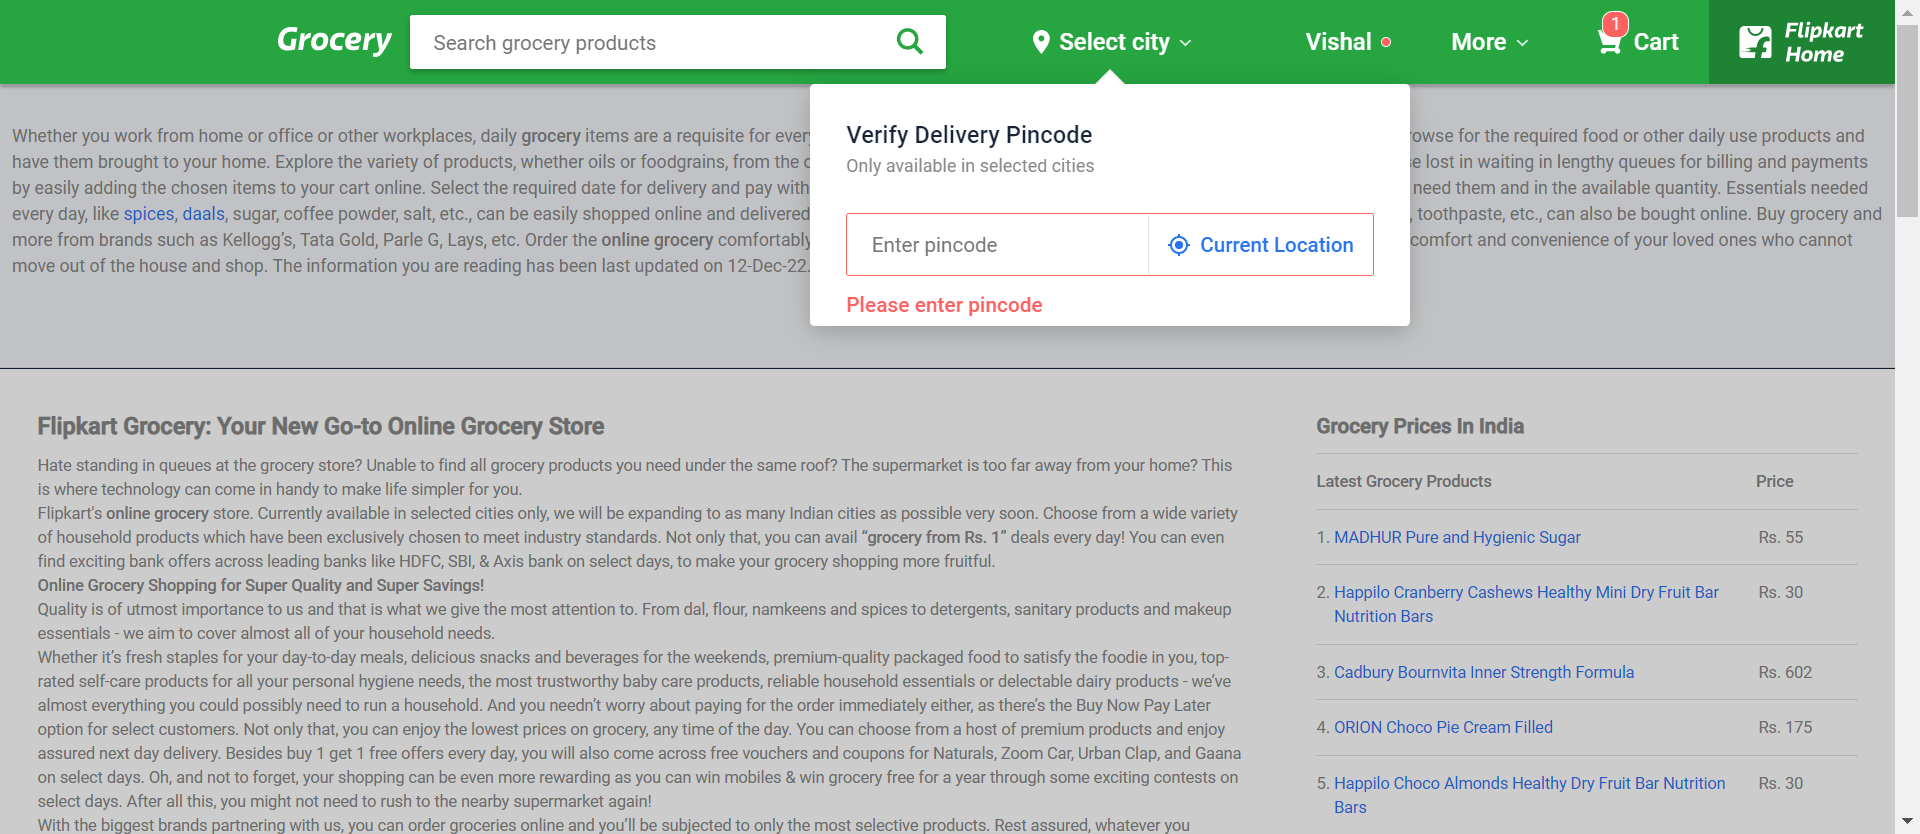 Grocery
Search grocery products
Select city
Vishal
More
1
Cart
Flipkart
Home
Verify Delivery Pincode
Only available in selected cities
Enter pincode
Current Location
Please enter pincode
Whether you work from home or office or other workplaces, daily grocery items are a requisite for
have them brought to your home. Explore the variety of products, whether oils or foodgrains, from the
by easily adding the chosen items to your cart online. Select the required date for delivery and pay with
every day, like spices, daals, sugar, coffee powder, salt, etc., can be easily shopped online and delivered
more from brands such as Kellogg’s, Tata Gold, Parle G, Lays, etc. Order the online grocery comfortably
move out of the house and shop. The information you are reading has been last updated on 12-Dec-22.
for the required food or other daily use products and
lost in waiting in lengthy queues for billing and payments
need them and in the available quantity. Essentials needed
, toothpaste, etc., can also be bought online. Buy grocery and
comfort and convenience of your loved ones who cannot
Flipkart Grocery: Your New Go-to Online Grocery Store
Hate standing in queues at the grocery store? Unable to find all grocery products you need under the same roof? The supermarket is too far away from your home? This
is where technology can come in handy to make life simpler for you.
Flipkart's online grocery store. Currently available in selected cities only, we will be expanding to as many Indian cities as possible very soon. Choose from a wide variety
of household products which have been exclusively chosen to meet industry standards. Not only that, you can avail “grocery from Rs. 1” deals every day! You can even
find exciting bank offers across leading banks like HDFC, SBI, & Axis bank on select days, to make your grocery shopping more fruitful.
Online Grocery Shopping for Super Quality and Super Savings!
Quality is of utmost importance to us and that is what we give the most attention to. From dal, flour, namkeens and spices to detergents, sanitary products and makeup
essentials - we aim to cover almost all of your household needs.
Whether it’s fresh staples for your day-to-day meals, delicious snacks and beverages for the weekends, premium-quality packaged food to satisfy the foodie in you, top-
rated self-care products for all your personal hygiene needs, the most trustworthy baby care products, reliable household essentials or delectable dairy products - we’ve
almost everything you could possibly need to run a household. And you needn’t worry about paying for the order immediately either, as there’s the Buy Now Pay Later
option for select customers. Not only that, you can enjoy the lowest prices on grocery, any time of the day. You can choose from a host of premium products and enjoy
assured next day delivery. Besides buy 1 get 1 free offers every day, you will also come across free vouchers and coupons for Naturals, Zoom Car, Urban Clap, and Gaana
on select days. Oh, and not to forget, your shopping can be even more rewarding as you can win mobiles & win grocery free for a year through some exciting contests on
select days. After all this, you might not need to rush to the nearby supermarket again!
With the biggest brands partnering with us, you can order groceries online and you’ll be subjected to only the most selective products. Rest assured, whatever you
Grocery Prices In India
Latest Grocery Products Price
1. MADHUR Pure and Hygienic Sugar Rs. 55
2. Happilo Cranberry Cashews Healthy Mini Dry Fruit Bar Rs. 30
Nutrition Bars
3. Cadbury Bournvita Inner Strength Formula Rs. 602
4. ORION Choco Pie Cream Filled Rs. 175
5. Happilo Choco Almonds Healthy Dry Fruit Bar Nutrition Rs. 30
Bars